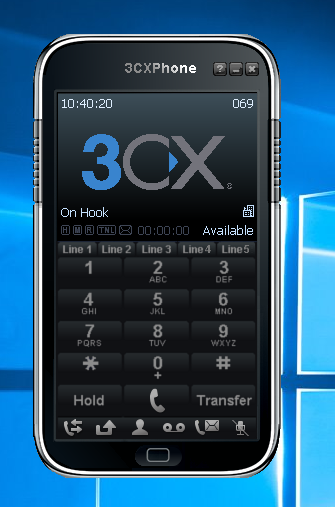 3CXPhone ? _ x
10:40:20 069
3CX
On Hook
H M R TNL 00:00:00 Available
Line 1 Line 2 Line 3 Line 4 Line5
1 2 3
ABC DEF
4 5 6
GHI JKL MNO
7 8 9
PQRS TUV WXYZ
* 0 #
+
Hold Transfer